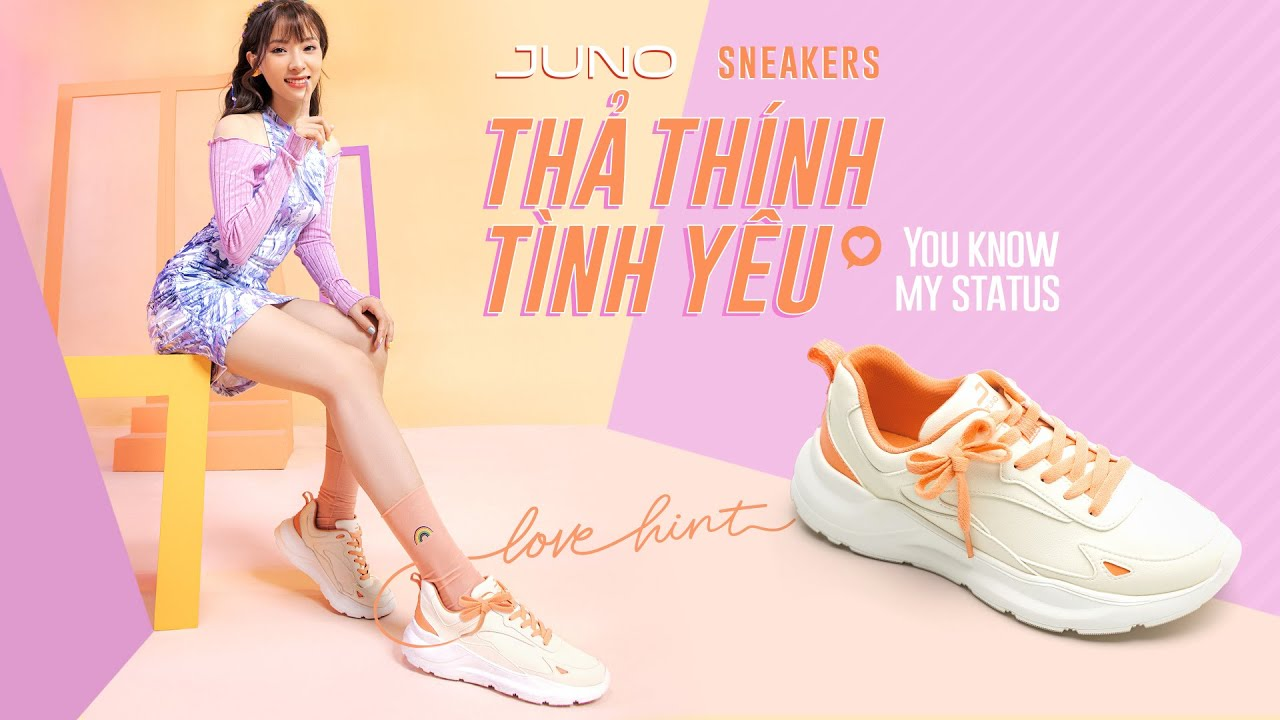 JUNO SNEAKERS
THẢ THÍNH
TÌNH YÊU
YOU KNOW
MY STATUS
love hint